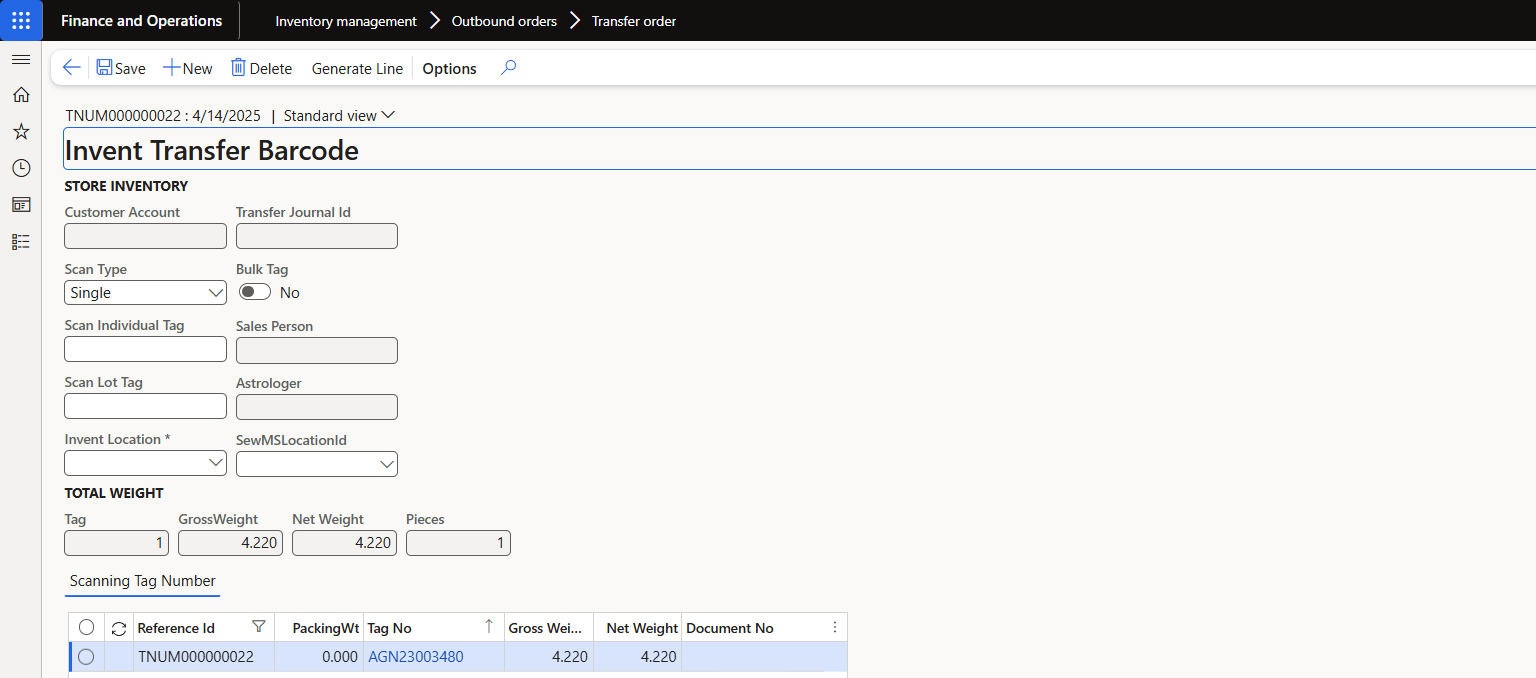 Finance and Operations Inventory management Outbound orders Transfer order
Save New Delete Generate Line Options
TNUM000000022 : 4/14/2025 | Standard view
Invent Transfer Barcode
STORE INVENTORY
Customer Account Transfer Journal Id
Scan Type Bulk Tag
Single No
Scan Individual Tag Sales Person
Scan Lot Tag Astrologer
Invent Location * SewMSLocationId
TOTAL WEIGHT
Tag GrossWeight Net Weight Pieces
1 4.220 4.220 1
Scanning Tag Number
Reference Id PackingWt Tag No Gross Wei... Net Weight Document No
TNUM000000022 0.000 AGN23003480 4.220 4.220